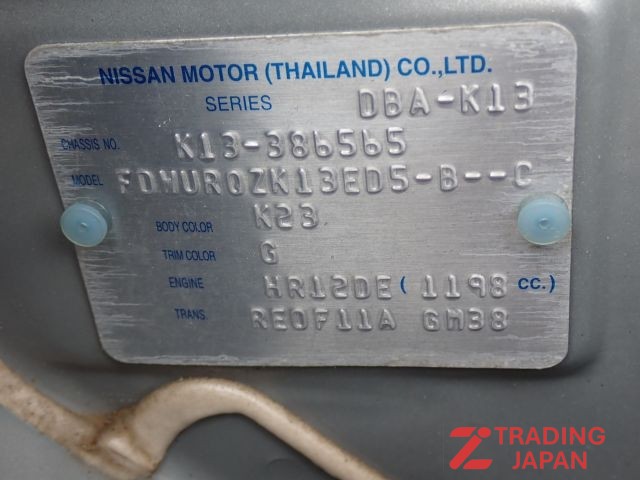 NISSAN MOTOR (THAILAND) CO.,LTD.
SERIES DBA-K13
CHASSIS NO. K13-386565
MODEL FDWURQZK13ED5-B--C
BODY COLOR K23
TRIM COLOR G
ENGINE HR12DE ( 1198 CC.)
TRANS. RE0F11A GM38
TRADING
JAPAN